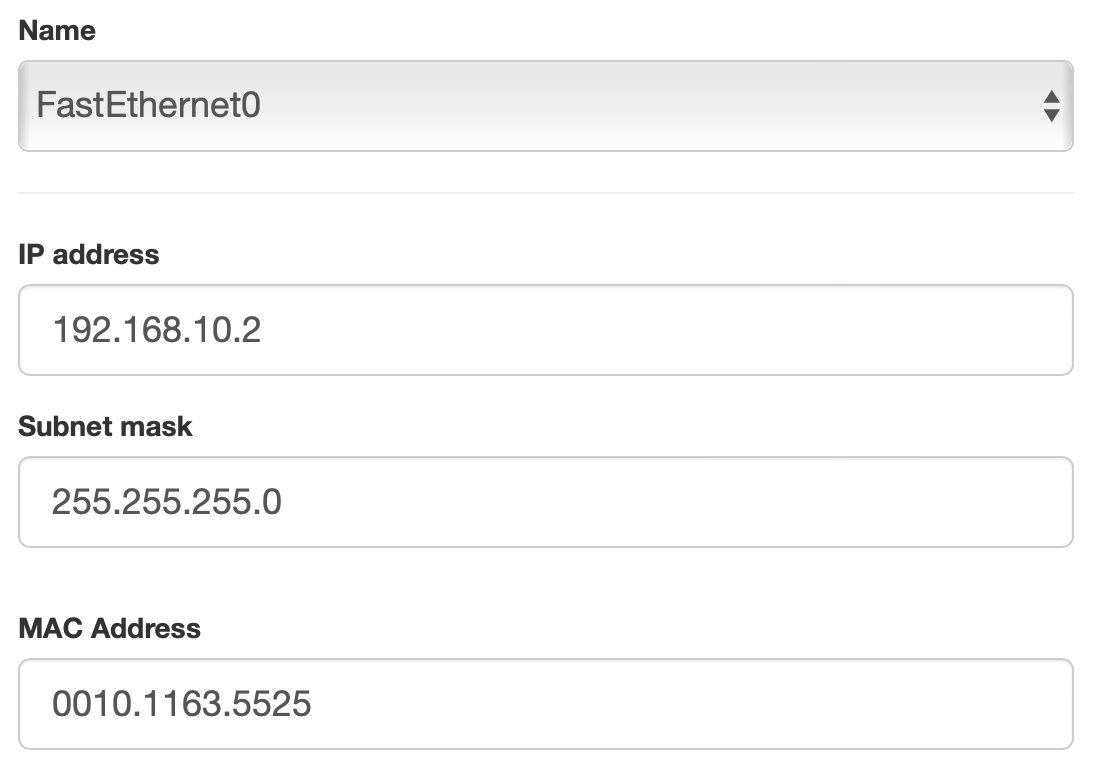 Name
FastEthernet0
IP address
192.168.10.2
Subnet mask
255.255.255.0
MAC Address
0010.1163.5525